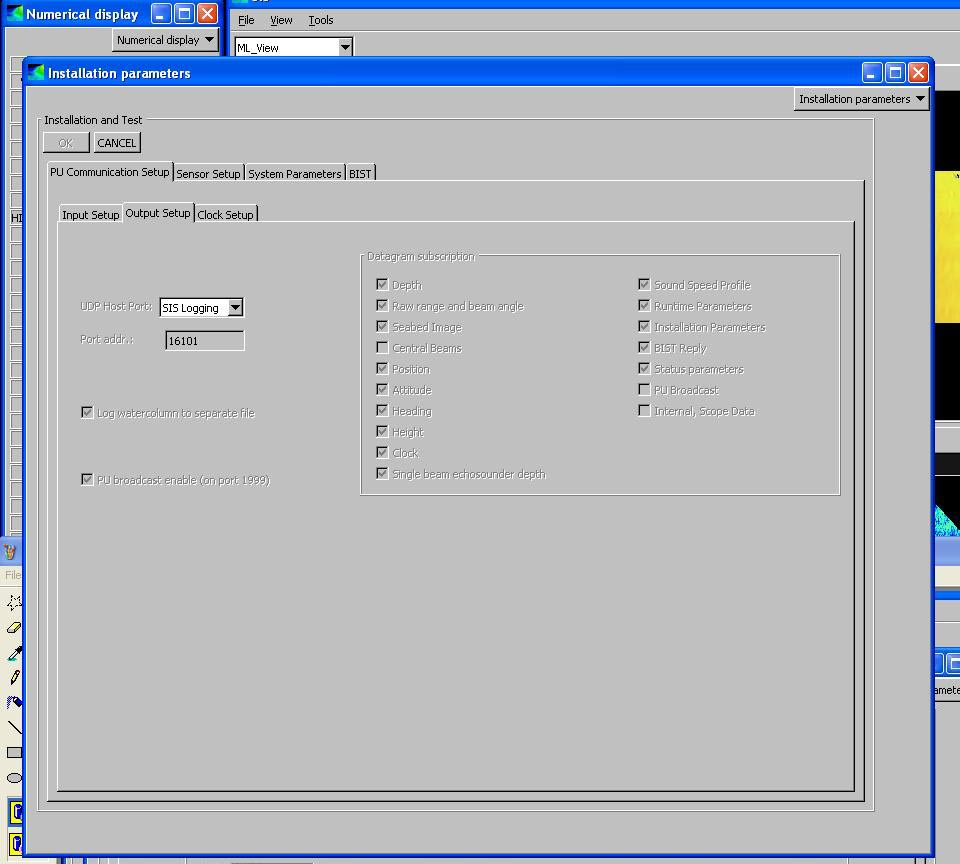 Numerical display
Numerical display
File View Tools
ML_View
Installation parameters
Installation parameters
Installation and Test
OK CANCEL
PU Communication Setup Sensor Setup System Parameters BIST
HI
Input Setup Output Setup Clock Setup
Datagram subscription
UDP Host Port: SIS Logging
Port addr.: 16101
Log watercolumn to separate file
PU broadcast enable (on port 1999)
Depth
Raw range and beam angle
Seabed Image
Central Beams
Position
Attitude
Heading
Height
Clock
Single beam echosounder depth
Sound Speed Profile
Runtime Parameters
Installation Parameters
BIST Reply
Status parameters
PU Broadcast
Internal, Scope Data
File